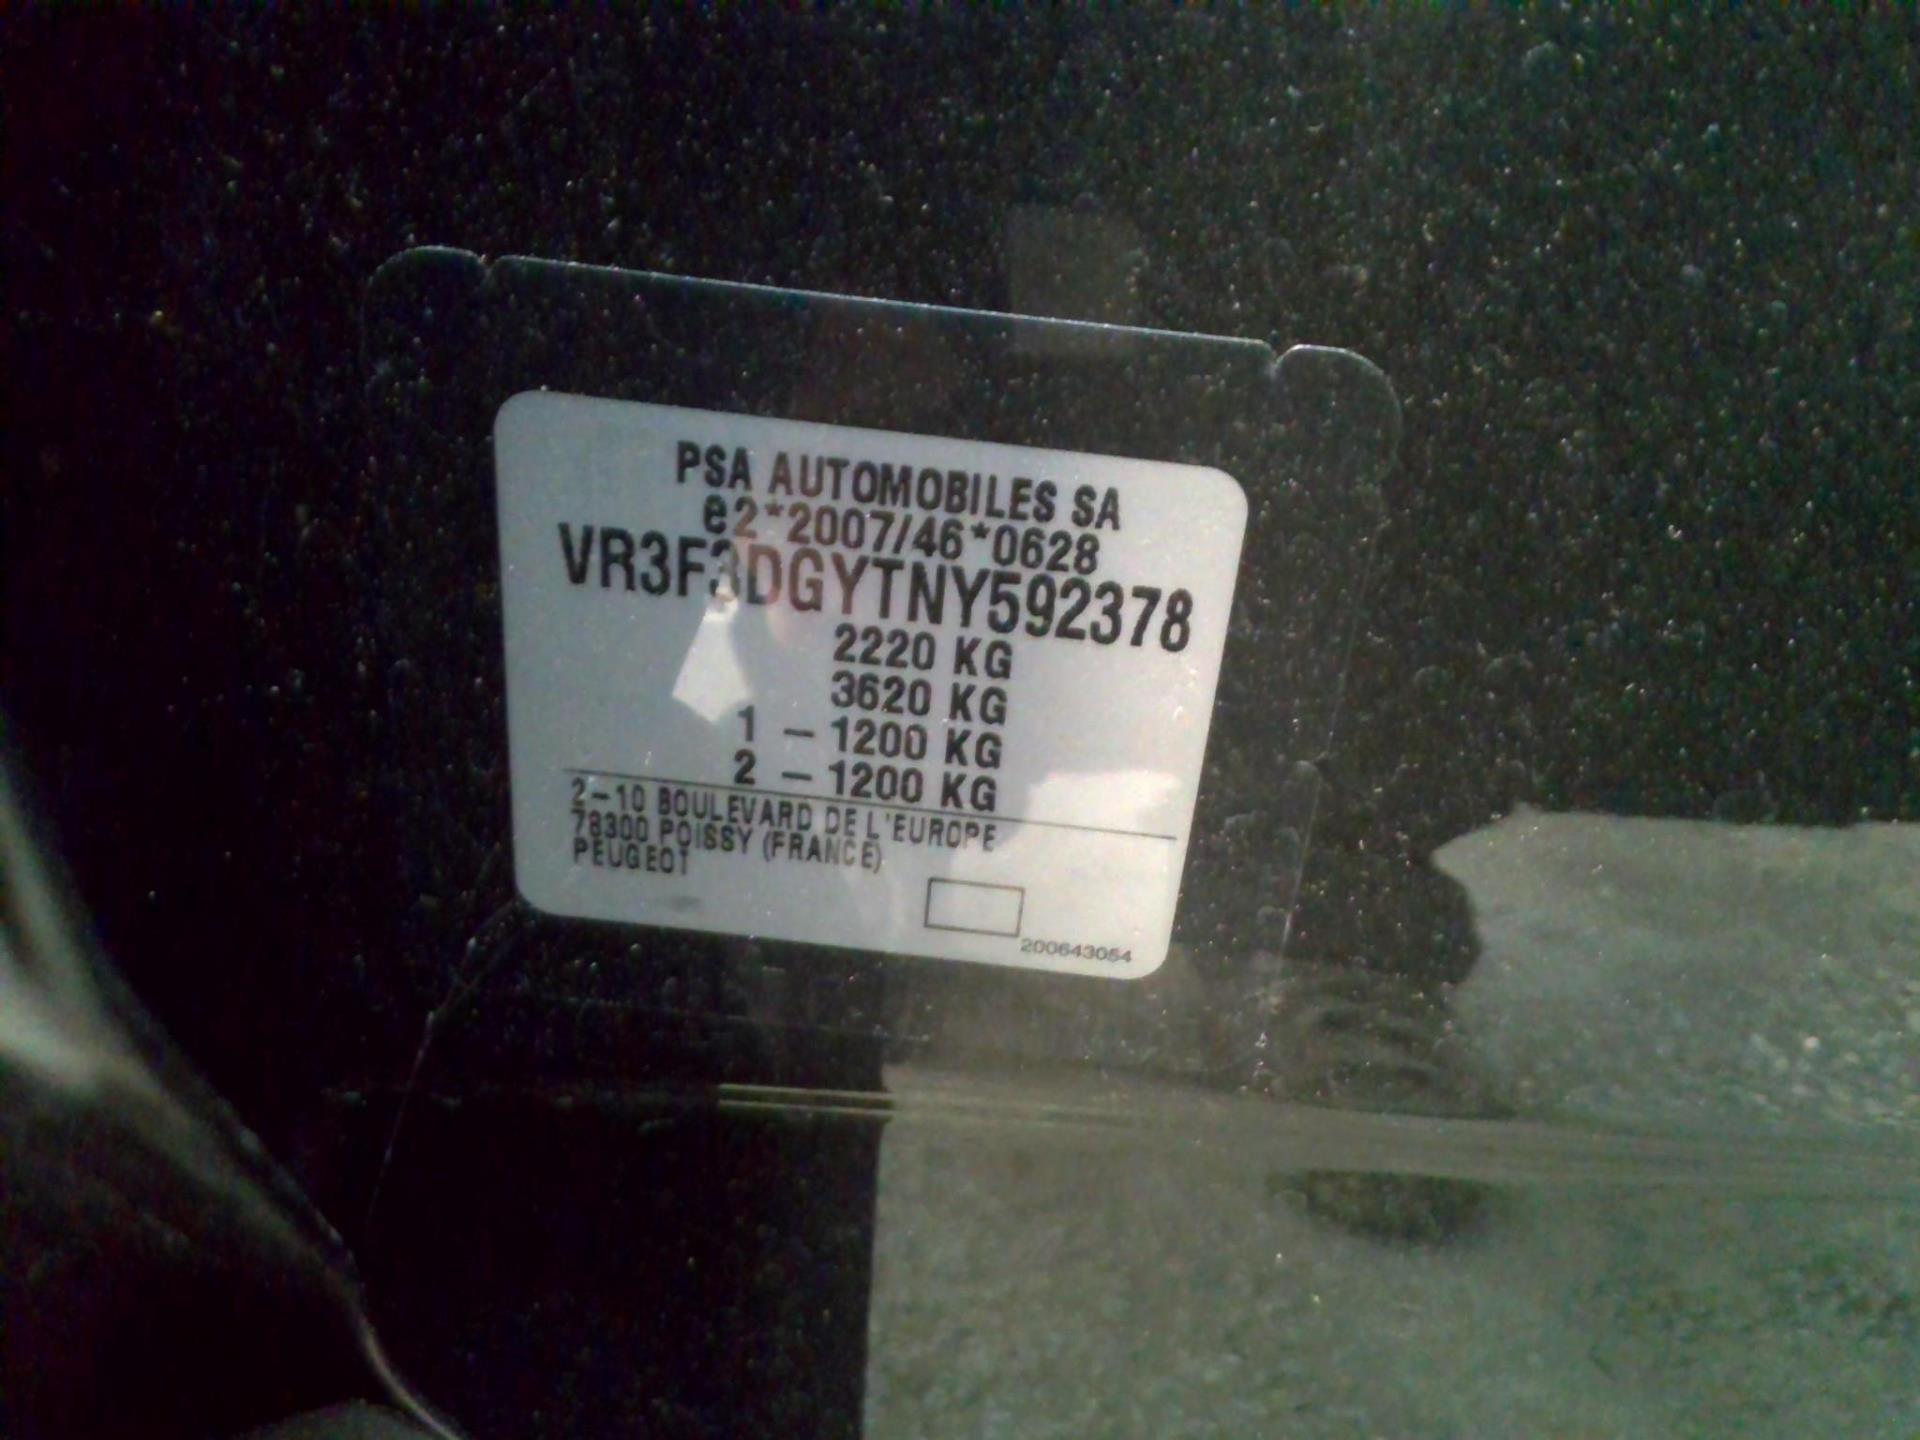 PSA AUTOMOBILES SA
e2*2007/46*0628
VR3F3DGYTNY592378
2220 KG
3620 KG
1 - 1200 KG
2 - 1200 KG
2-10 BOULEVARD DE L'EUROPE
78300 POISSY (FRANCE)
PEUGEOT
200643054